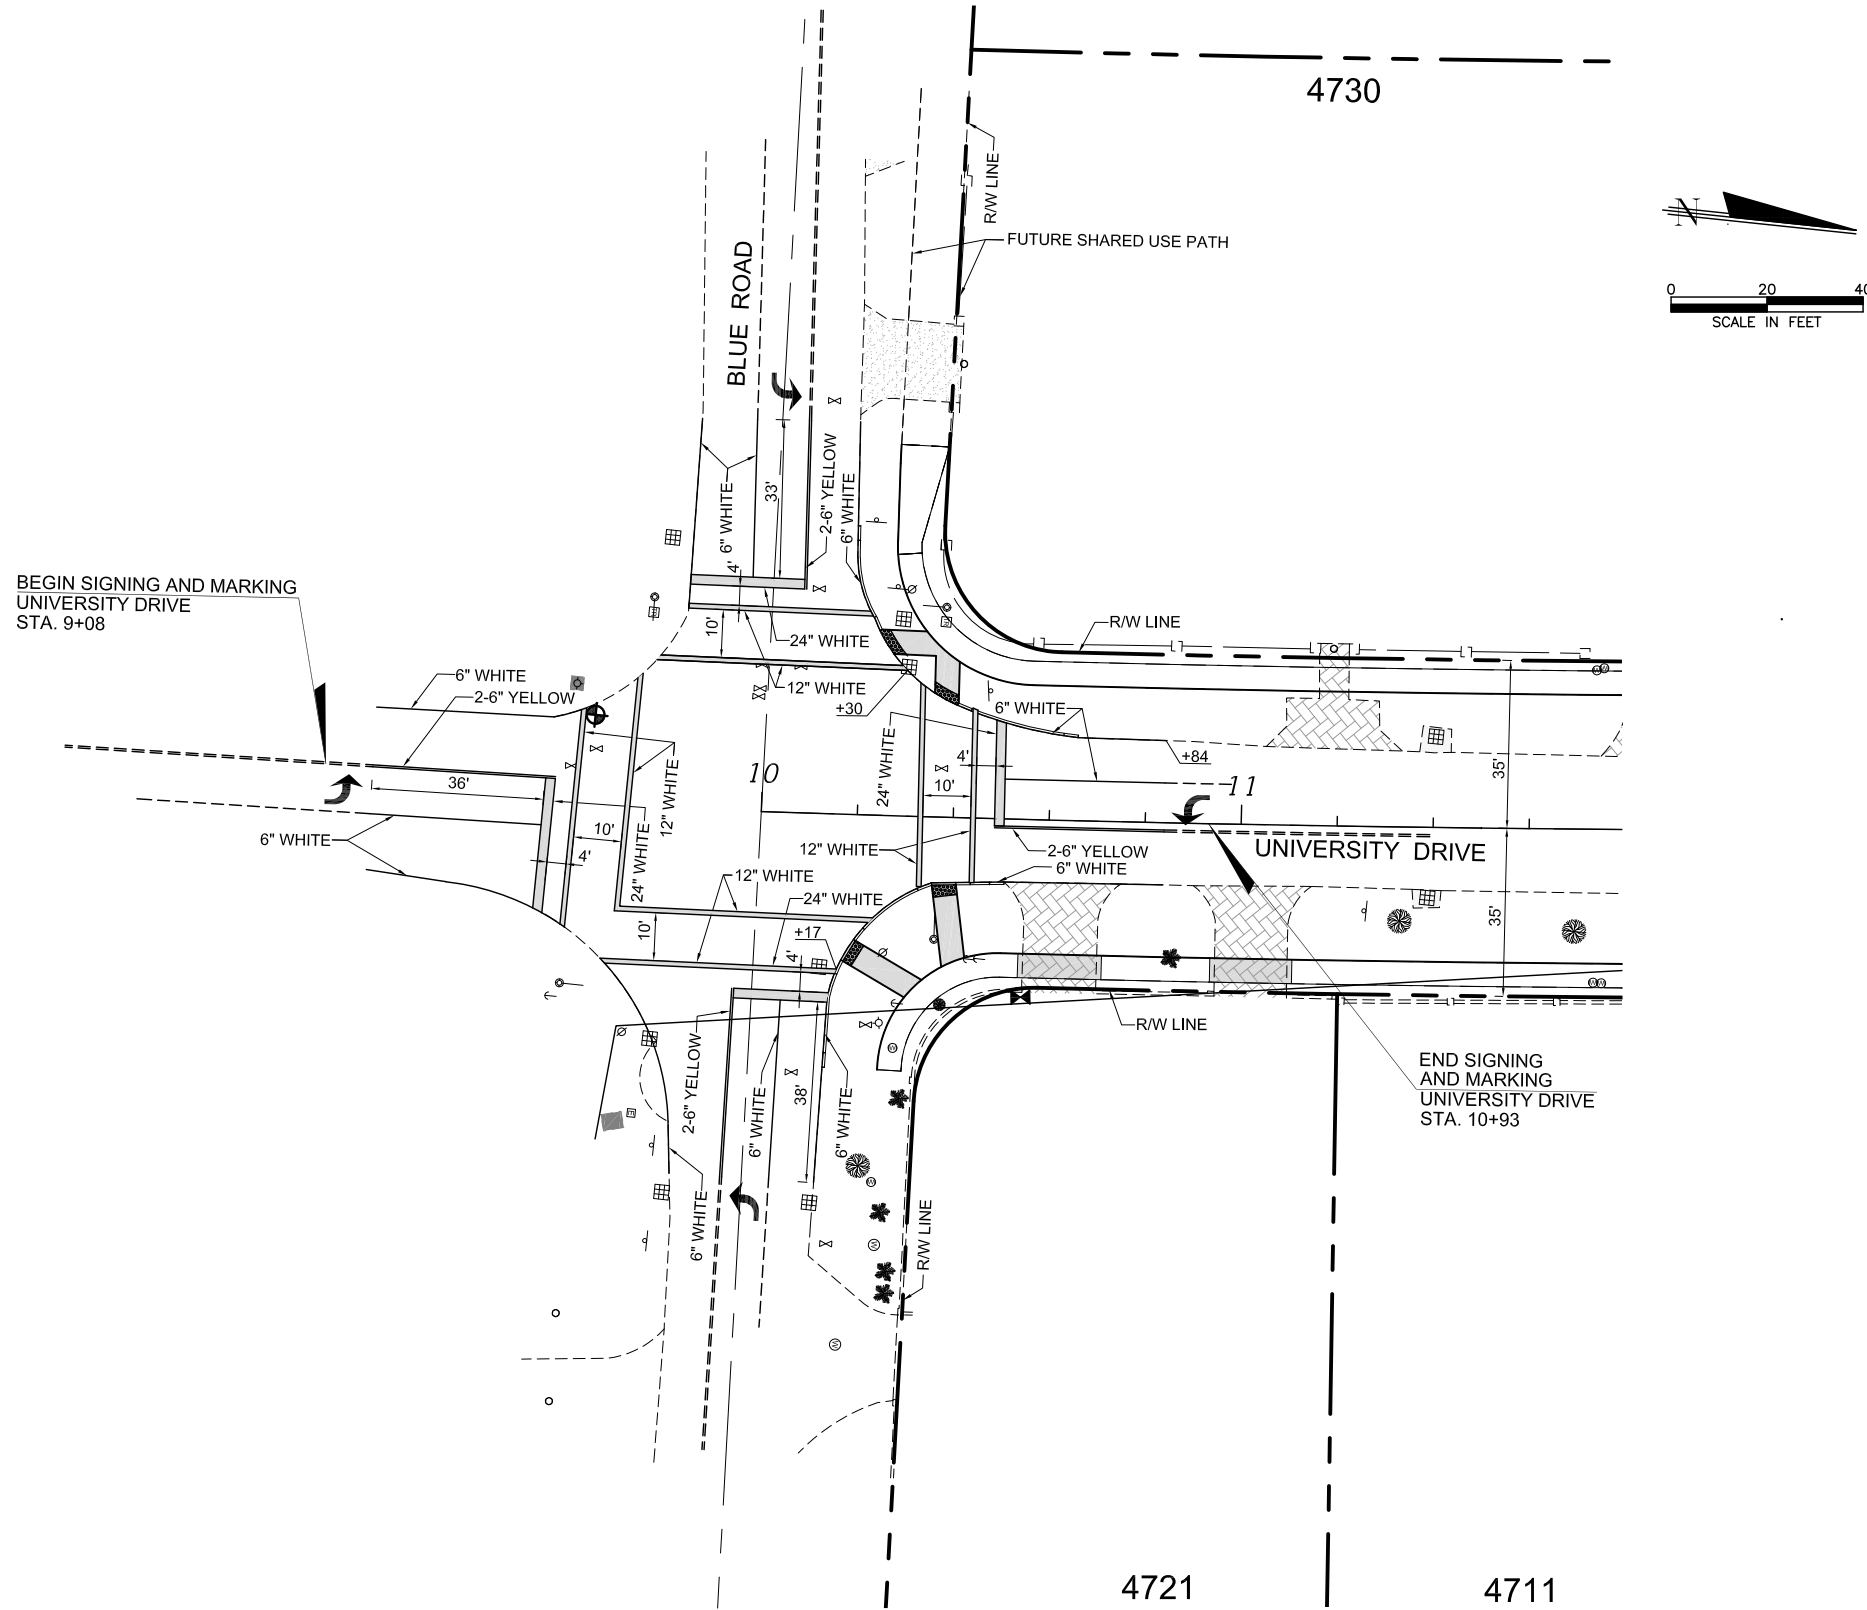 4730
R/W LINE
FUTURE SHARED USE PATH
N
0 20 40
SCALE IN FEET
BLUE ROAD
6" WHITE
33'
2-6" YELLOW
6" WHITE
4'
BEGIN SIGNING AND MARKING
UNIVERSITY DRIVE
STA. 9+08
10'
24" WHITE
R/W LINE
12" WHITE
+30
6" WHITE
2-6" YELLOW
6" WHITE
24" WHITE
4'
10'
+84
35'
36'
10
11
12" WHITE
10'
6" WHITE
4'
24" WHITE
12" WHITE
2-6" YELLOW
6" WHITE
UNIVERSITY DRIVE
12" WHITE
24" WHITE
10'
+17
4'
35'
R/W LINE
2-6" YELLOW
6" WHITE
38'
6" WHITE
END SIGNING
AND MARKING
UNIVERSITY DRIVE
STA. 10+93
6" WHITE
R/W LINE
E
W
W
W
4721
4711